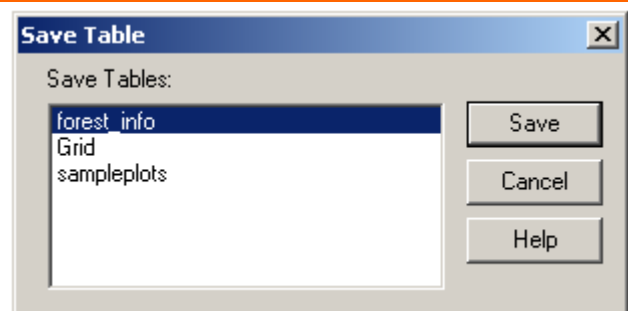 Save Table
Save Tables:
forest_info
Grid
sampleplots
Save
Cancel
Help